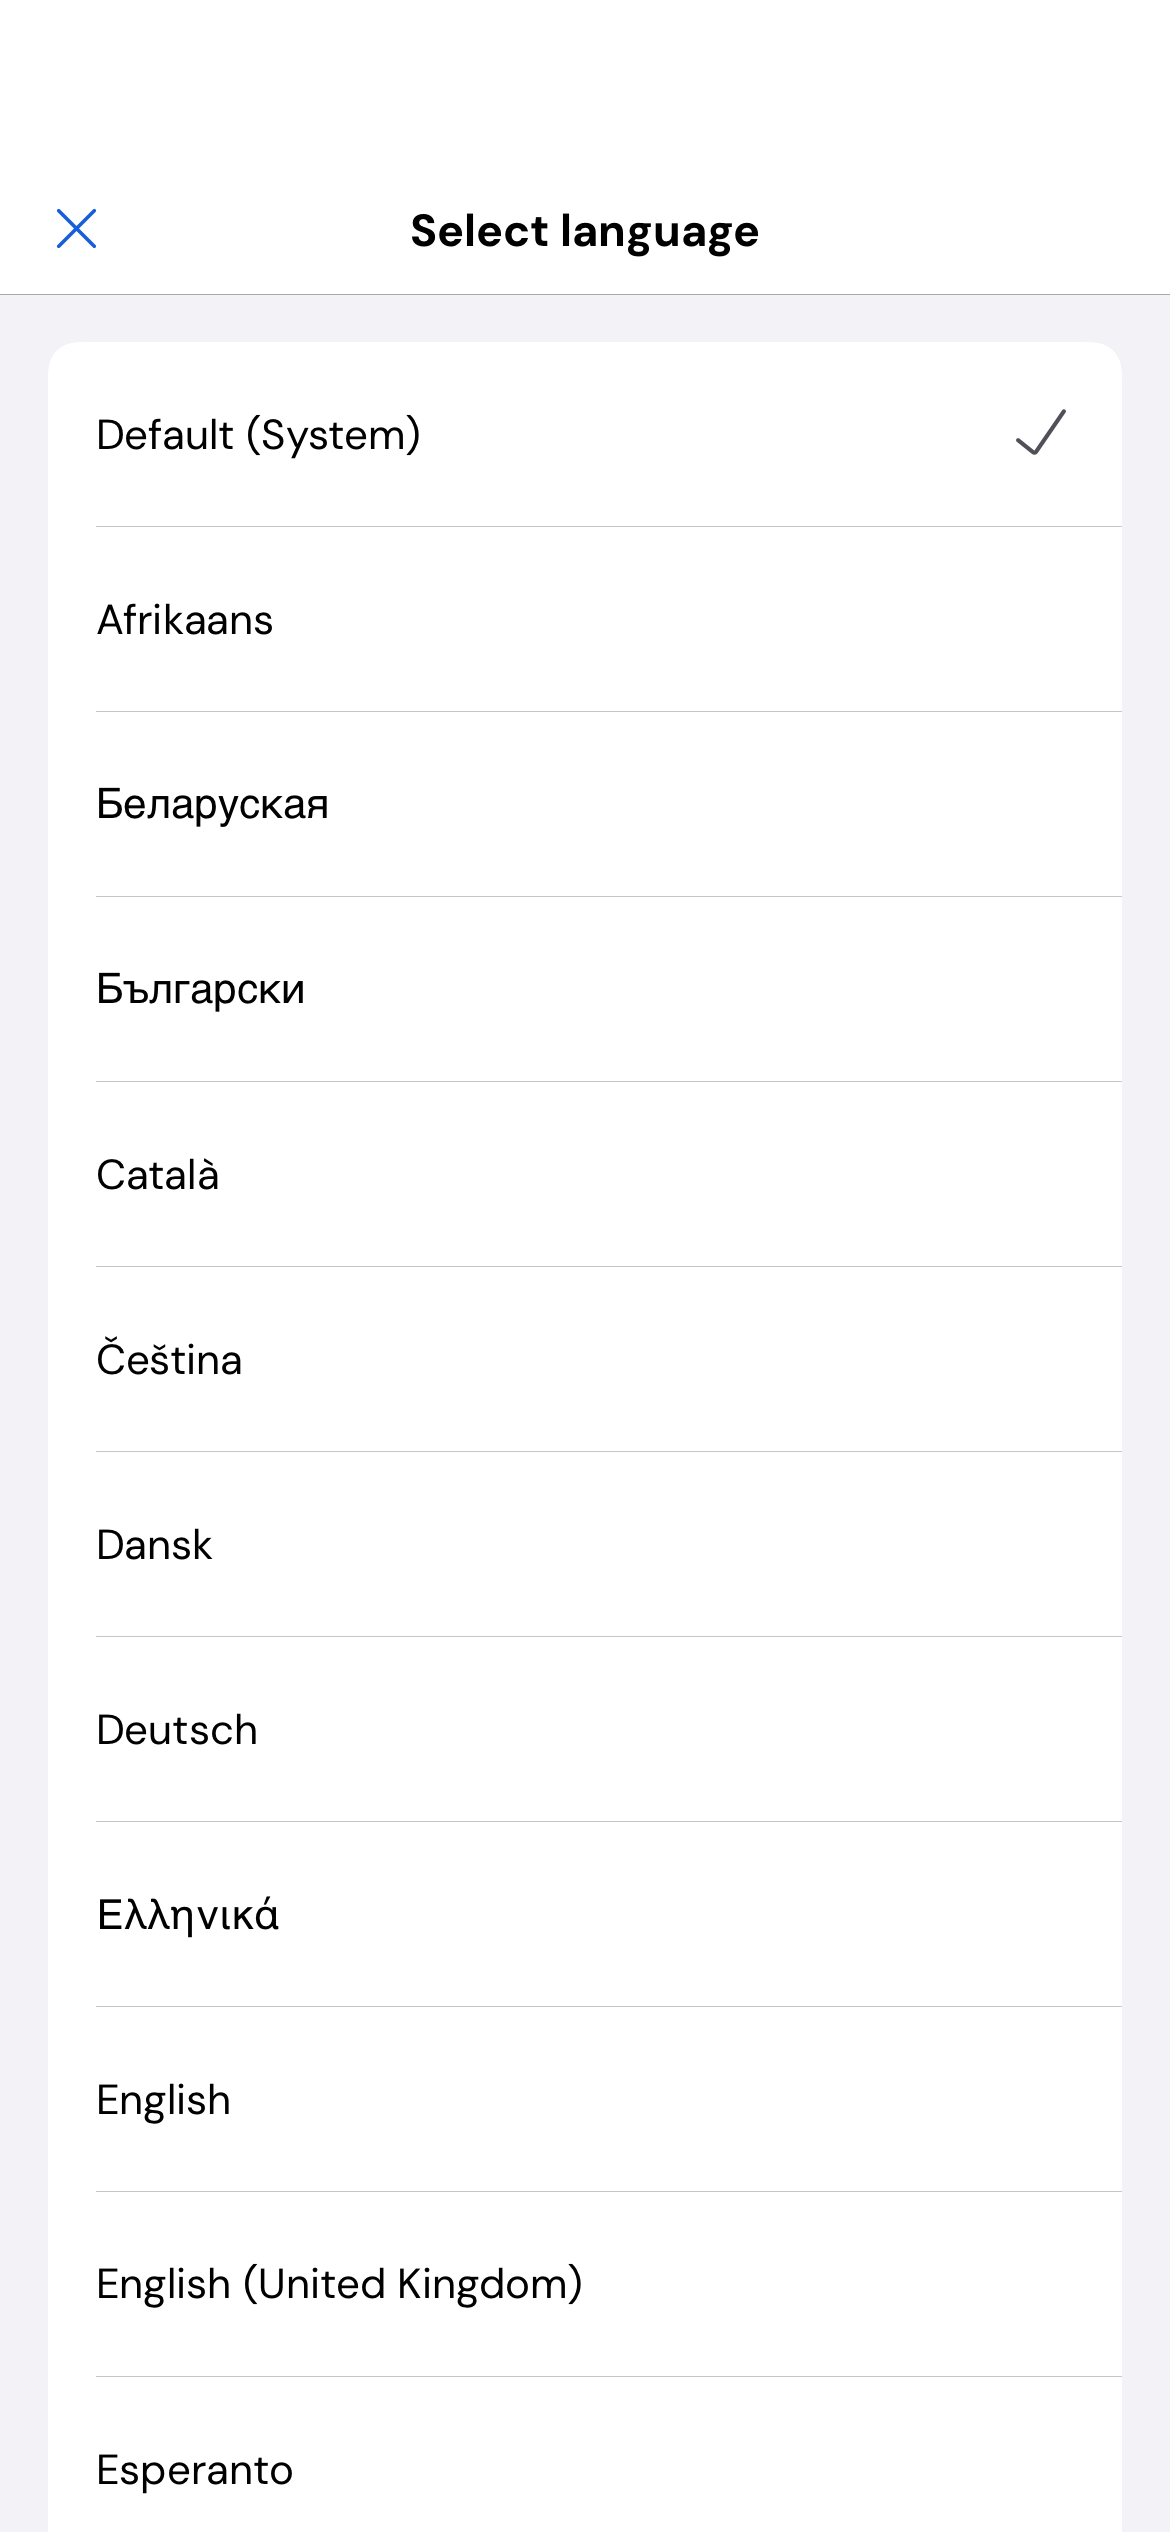 Select language
Default (System)
Afrikaans
Беларуская
Български
Català
Čeština
Dansk
Deutsch
Ελληνικά
English
English (United Kingdom)
Esperanto